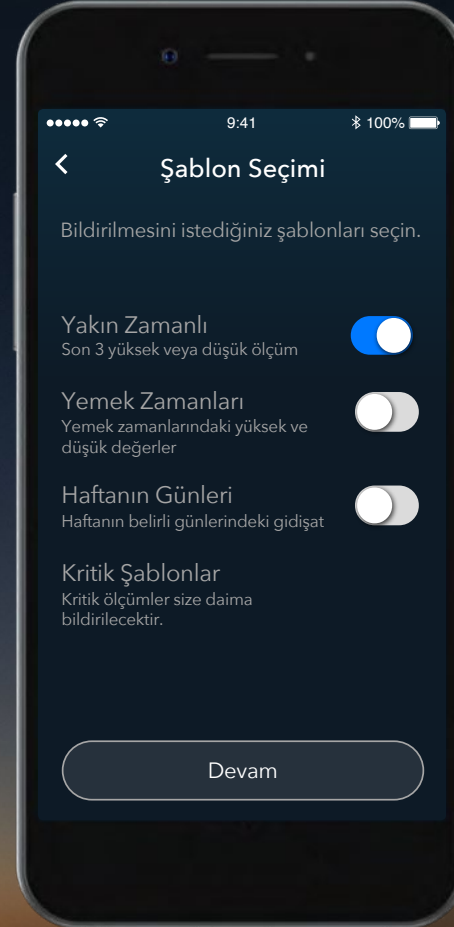 9:41
100%
Şablon Seçimi
Bildirilmesini istediğiniz şablonları seçin.
Yakın Zamanlı
Son 3 yüksek veya düşük ölçüm
Yemek Zamanları
Yemek zamanlarındaki yüksek ve
düşük değerler
Haftanın Günleri
Haftanın belirli günlerindeki gidişat
Kritik Şablonlar
Kritik ölçümler size daima
bildirilecektir.
Devam